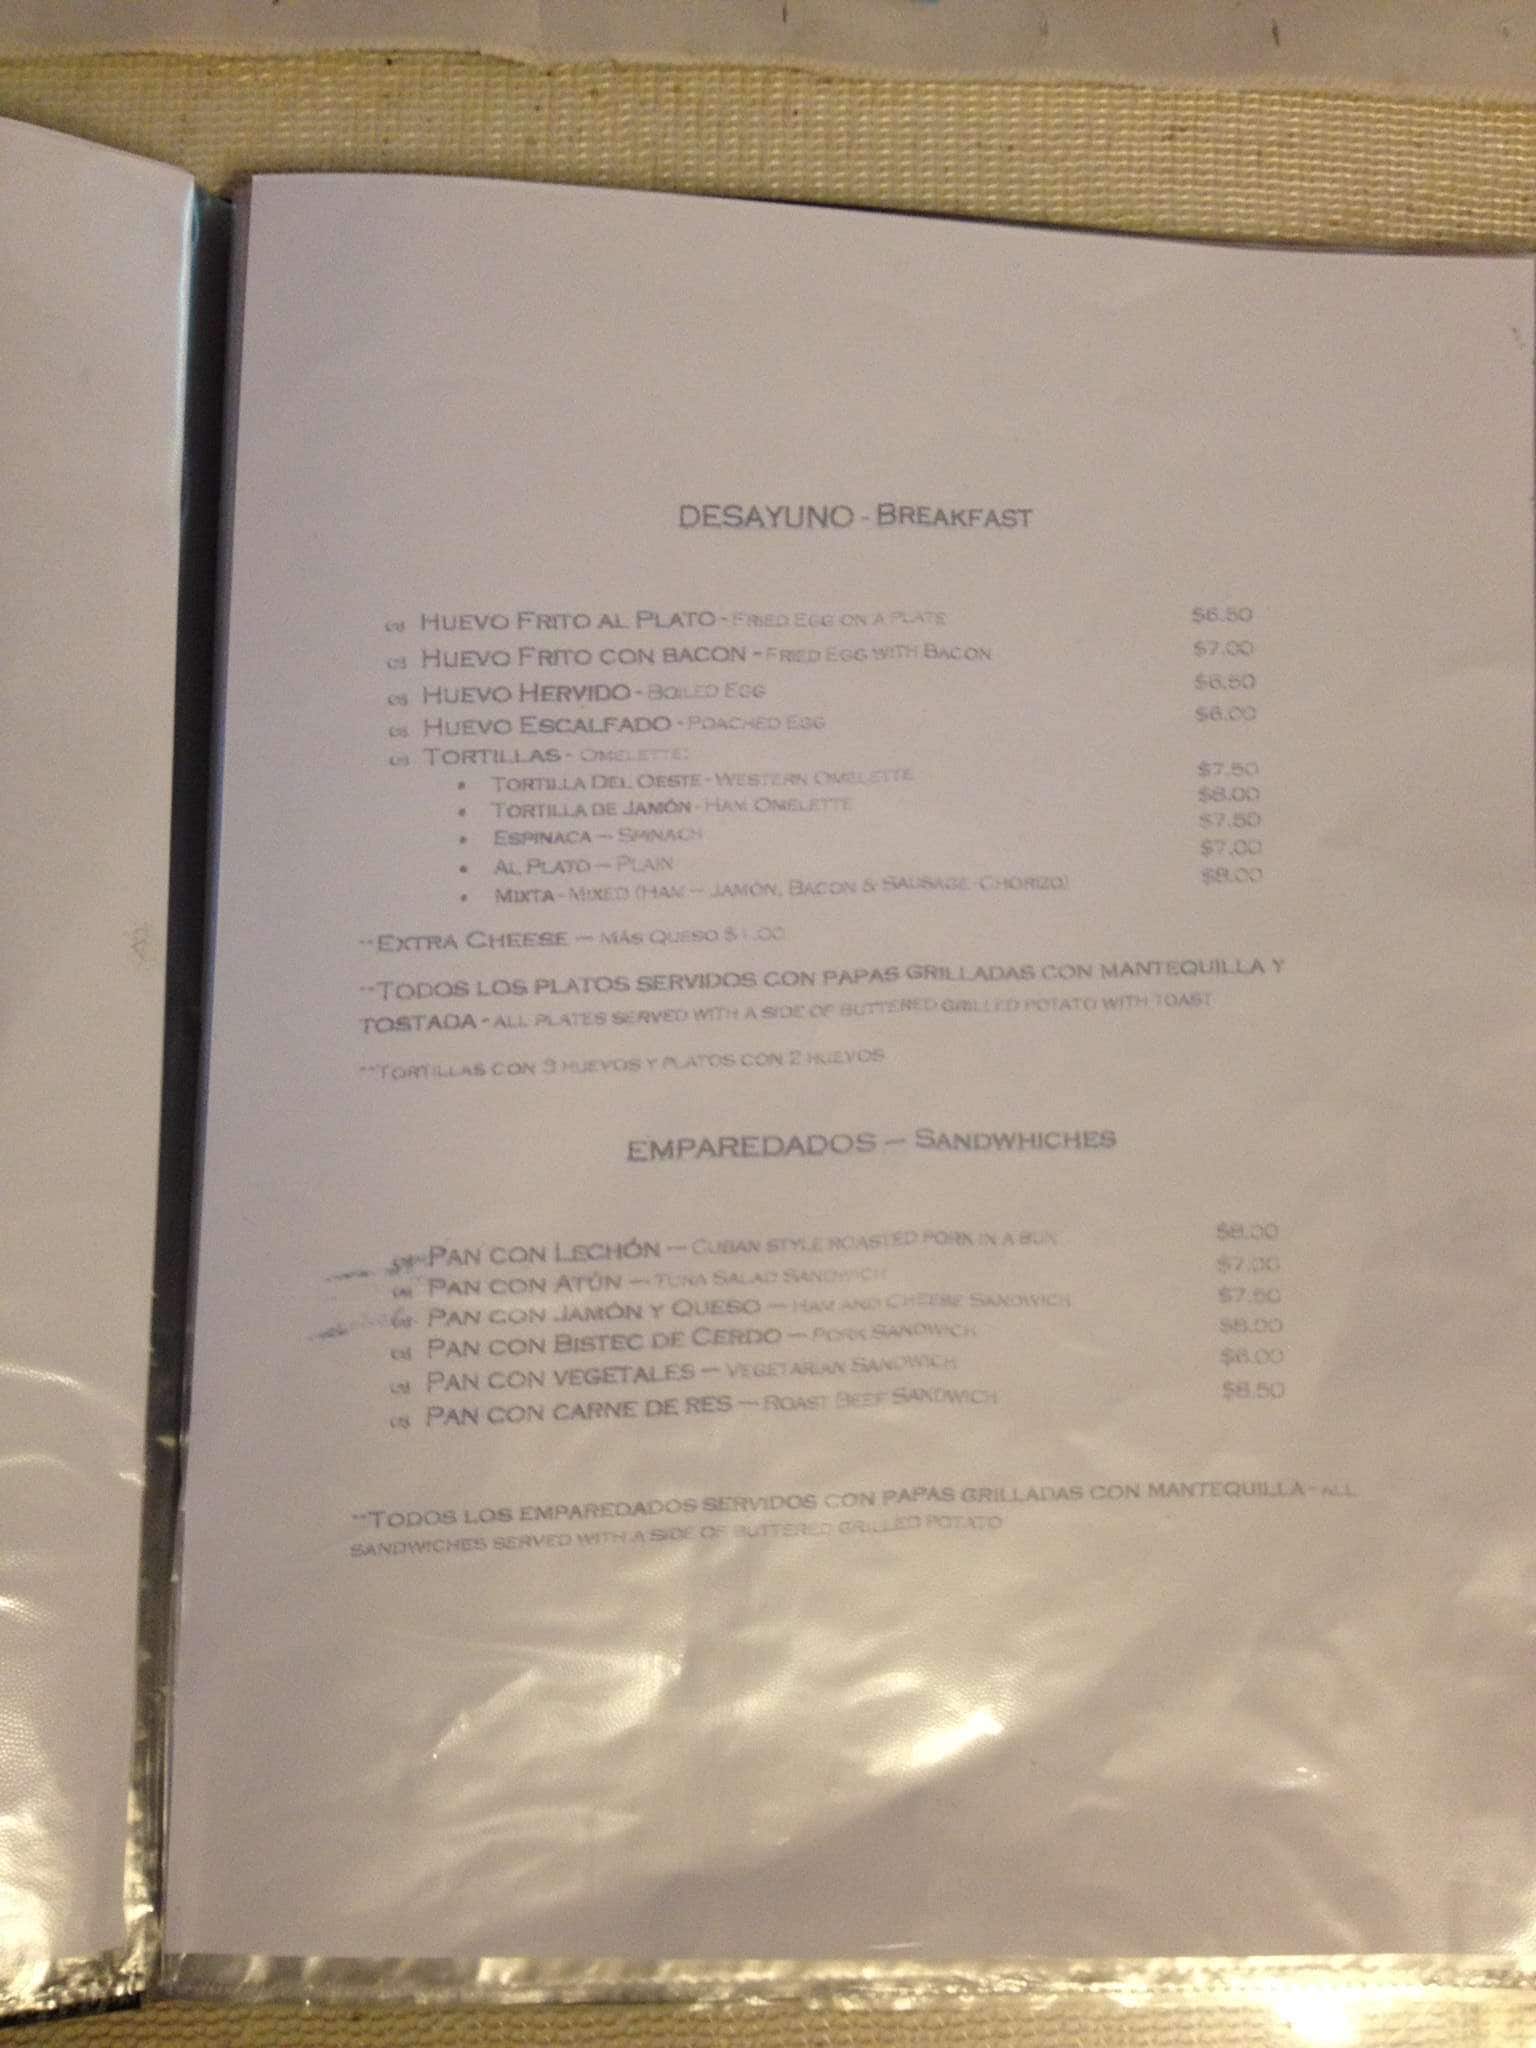 DESAYUNO - BREAKFAST
HUEVO FRITO AL PLATO - FRIED EGG ON A PLATE $6.50
HUEVO FRITO CON BACON - FRIED EGG WITH BACON $7.00
HUEVO HERVIDO - BOILED EGG $6.50
HUEVO ESCALFADO - POACHED EGG $6.00
TORTILLAS - OMELETTE:
• TORTILLA DEL OESTE - WESTERN OMELETTE $7.50
• TORTILLA DE JAMÓN - HAM OMELETTE $8.00
• ESPINACA – SPINACH $7.50
• AL PLATO – PLAIN $7.00
• MIXTA - MIXED (HAM – JAMÓN, BACON & SAUSAGE-CHORIZO) $8.00
**EXTRA CHEESE – MÁS QUESO $1.00
**TODOS LOS PLATOS SERVIDOS CON PAPAS GRILLADAS CON MANTEQUILLA Y
TOSTADA - ALL PLATES SERVED WITH A SIDE OF BUTTERED GRILLED POTATO WITH TOAST
**TORTILLAS CON 3 HUEVOS Y PLATOS CON 2 HUEVOS
EMPAREDADOS – SANDWHICHES
PAN CON LECHÓN – CUBAN STYLE ROASTED PORK IN A BUN $8.00
PAN CON ATÚN – TUNA SALAD SANDWICH $7.00
PAN CON JAMÓN Y QUESO – HAM AND CHEESE SANDWICH $7.50
PAN CON BISTEC DE CERDO – PORK SANDWICH $8.00
PAN CON VEGETALES – VEGETARIAN SANDWICH $6.00
PAN CON CARNE DE RES – ROAST BEEF SANDWICH $8.50
**TODOS LOS EMPAREDADOS SERVIDOS CON PAPAS GRILLADAS CON MANTEQUILLA - ALL
SANDWICHES SERVED WITH A SIDE OF BUTTERED GRILLED POTATO